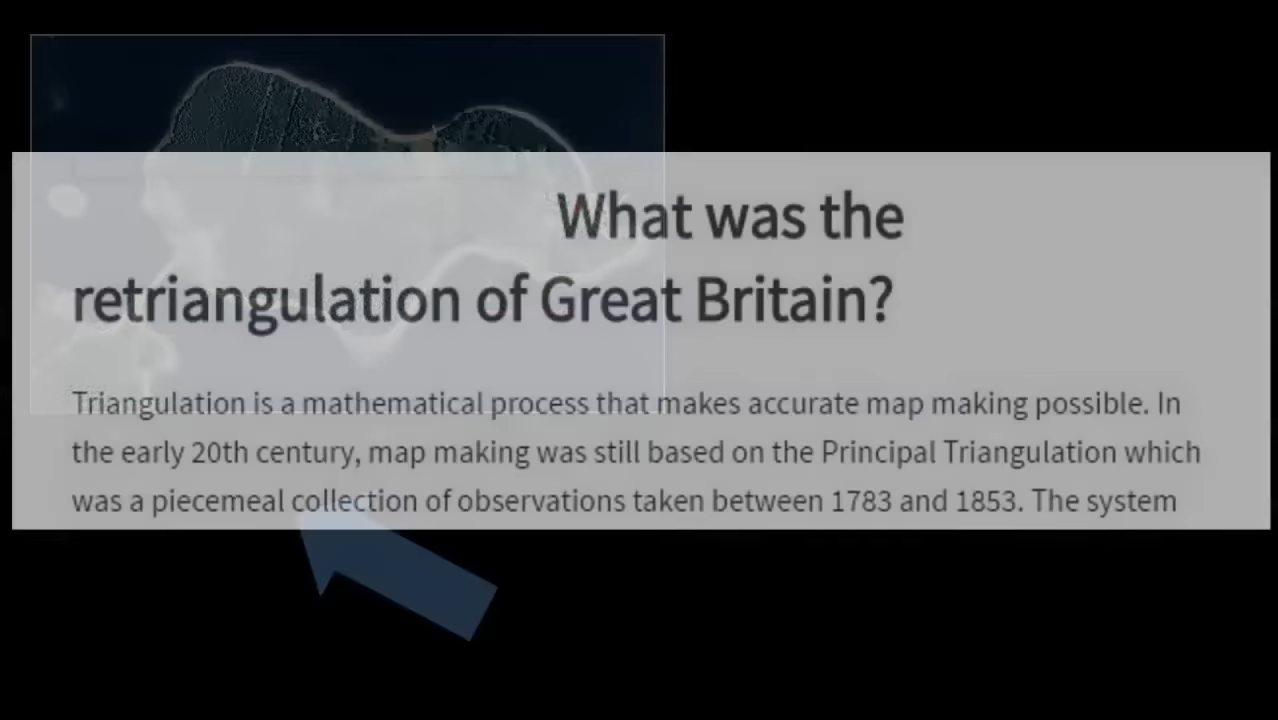 What was the
retriangulation of Great Britain?
Triangulation is a mathematical process that makes accurate map making possible. In
the early 20th century, map making was still based on the Principal Triangulation which
was a piecemeal collection of observations taken between 1783 and 1853. The system